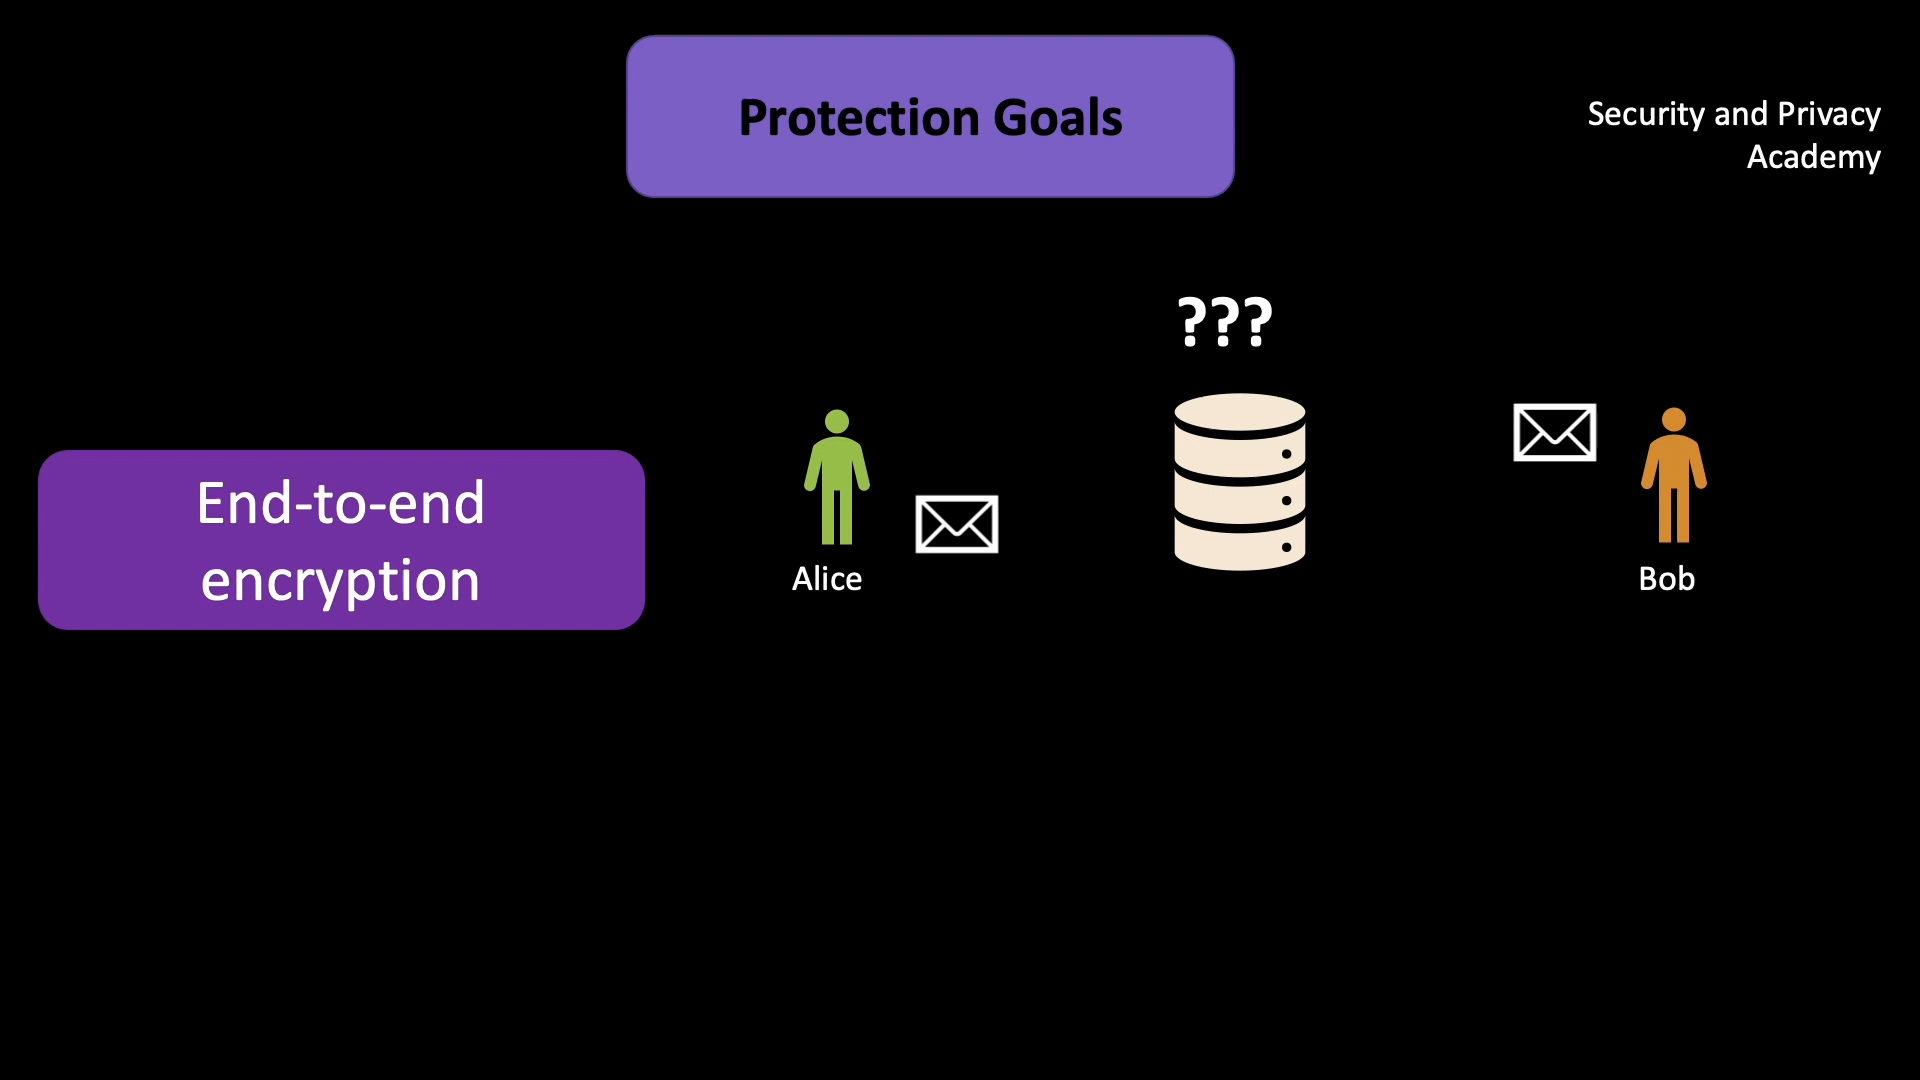 Protection Goals
Security and Privacy
Academy
???
End-to-end
encryption
Alice
Bob